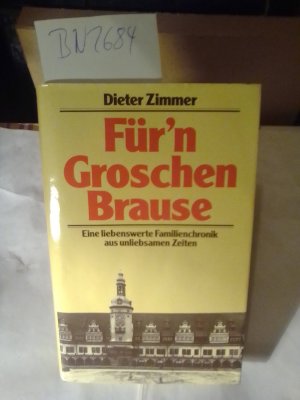 BN2684
Dieter Zimmer
Für'n
Groschen
Brause
Eine liebenswerte Familienchronik
aus unliebsamen Zeiten